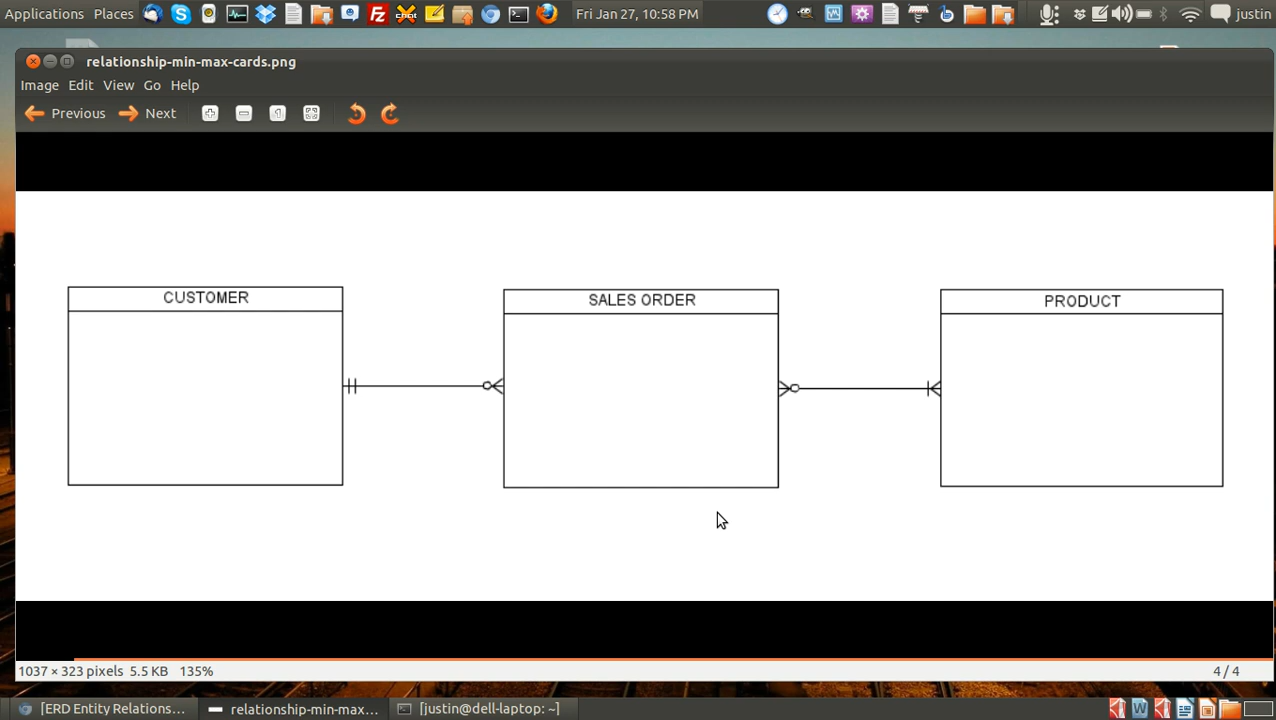 Applications Places Fri Jan 27, 10:58 PM justin
relationship-min-max-cards.png
Image Edit View Go Help
Previous Next
CUSTOMER SALES ORDER PRODUCT
1037 × 323 pixels 5.5 KB 135% 4 / 4
[ERD Entity Relations... relationship-min-max... [justin@dell-laptop: ~]